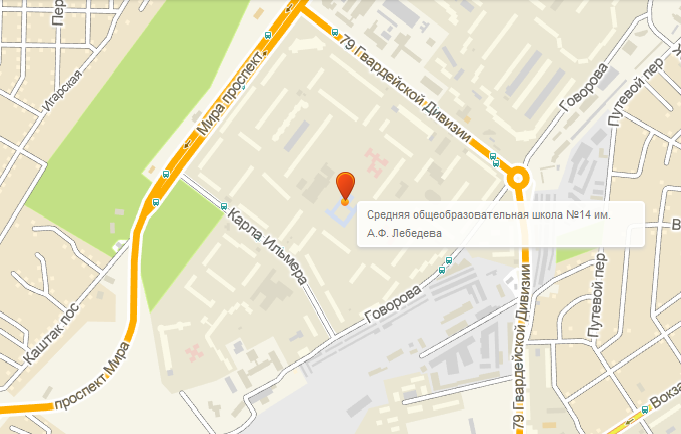 Пер
Игарская
Мира проспект
79 Гвардейской Дивизии
Говорова
Путевой пер
Средняя общеобразовательная школа №14 им.
А.Ф. Лебедева
Карла Ильмера
Говорова
Путевой пер
Каштак пос
проспект Мира
79 Гвардейской Дивизии
Вокза